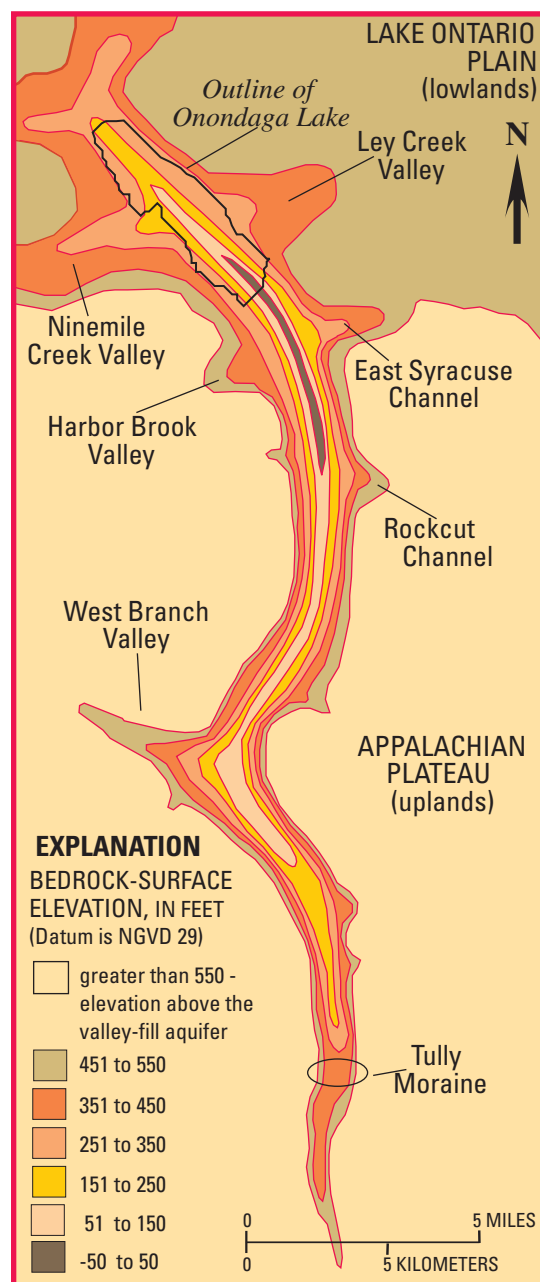 LAKE ONTARIO
PLAIN
(lowlands)
Outline of
Onondaga Lake
N
Ley Creek
Valley
Ninemile
Creek Valley
East Syracuse
Channel
Harbor Brook
Valley
Rockcut
Channel
West Branch
Valley
APPALACHIAN
PLATEAU
(uplands)
EXPLANATION
BEDROCK-SURFACE
ELEVATION, IN FEET
(Datum is NGVD 29)
greater than 550 -
elevation above the
valley-fill aquifer
451 to 550
351 to 450
251 to 350
151 to 250
51 to 150
-50 to 50
Tully
Moraine
0 5 MILES
0 5 KILOMETERS